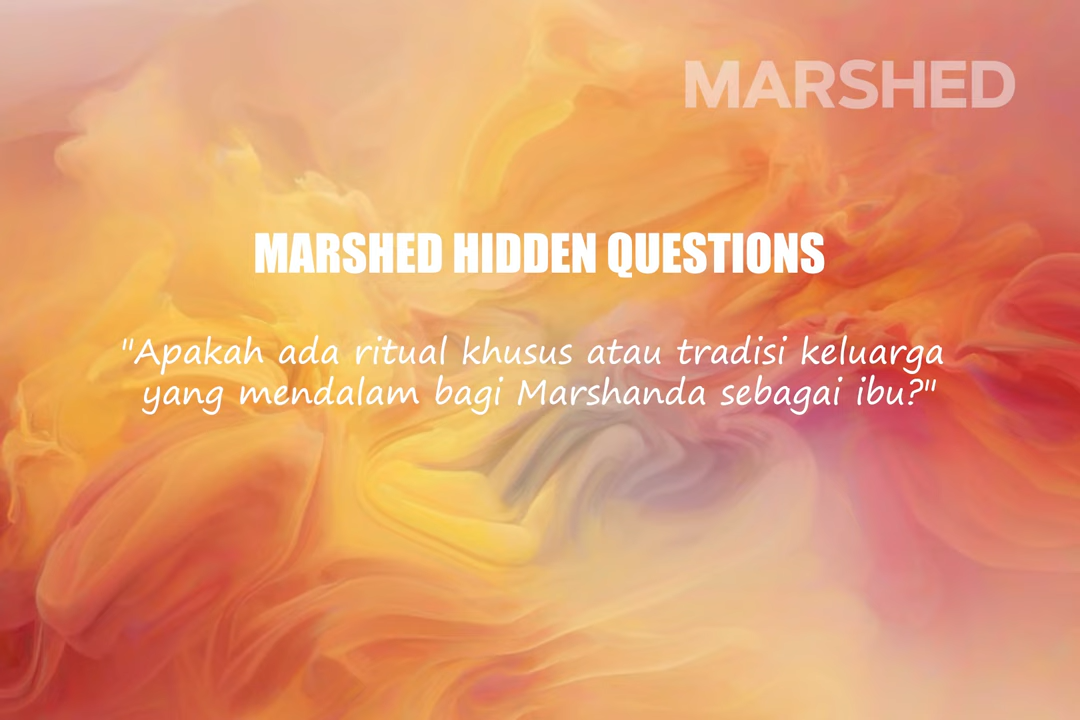 MARSHED
MARSHED HIDDEN QUESTIONS
"Apakah ada ritual khusus atau tradisi keluarga
yang mendalam bagi Marshanda sebagai ibu?"